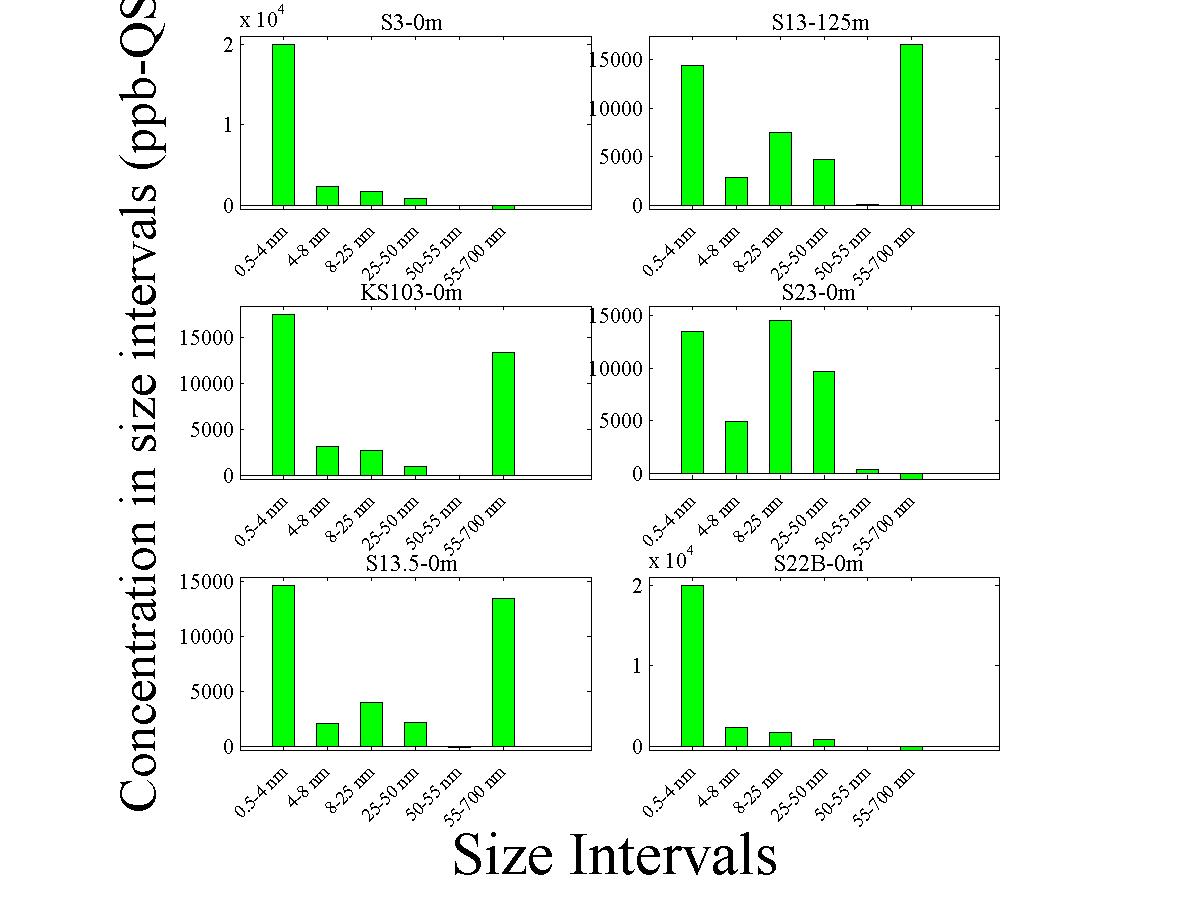 Concentration in size intervals (ppb-QS
x 10^4
S3-0m
2
1
0
0.5-4 nm
4-8 nm
8-25 nm
25-50 nm
50-55 nm
55-700 nm
S13-125m
15000
10000
5000
0
0.5-4 nm
4-8 nm
8-25 nm
25-50 nm
50-55 nm
55-700 nm
KS103-0m
15000
10000
5000
0
0.5-4 nm
4-8 nm
8-25 nm
25-50 nm
50-55 nm
55-700 nm
S23-0m
15000
10000
5000
0
0.5-4 nm
4-8 nm
8-25 nm
25-50 nm
50-55 nm
55-700 nm
S13.5-0m
15000
10000
5000
0
0.5-4 nm
4-8 nm
8-25 nm
25-50 nm
50-55 nm
55-700 nm
x 10^4
S22B-0m
2
1
0
0.5-4 nm
4-8 nm
8-25 nm
25-50 nm
50-55 nm
55-700 nm
Size Intervals